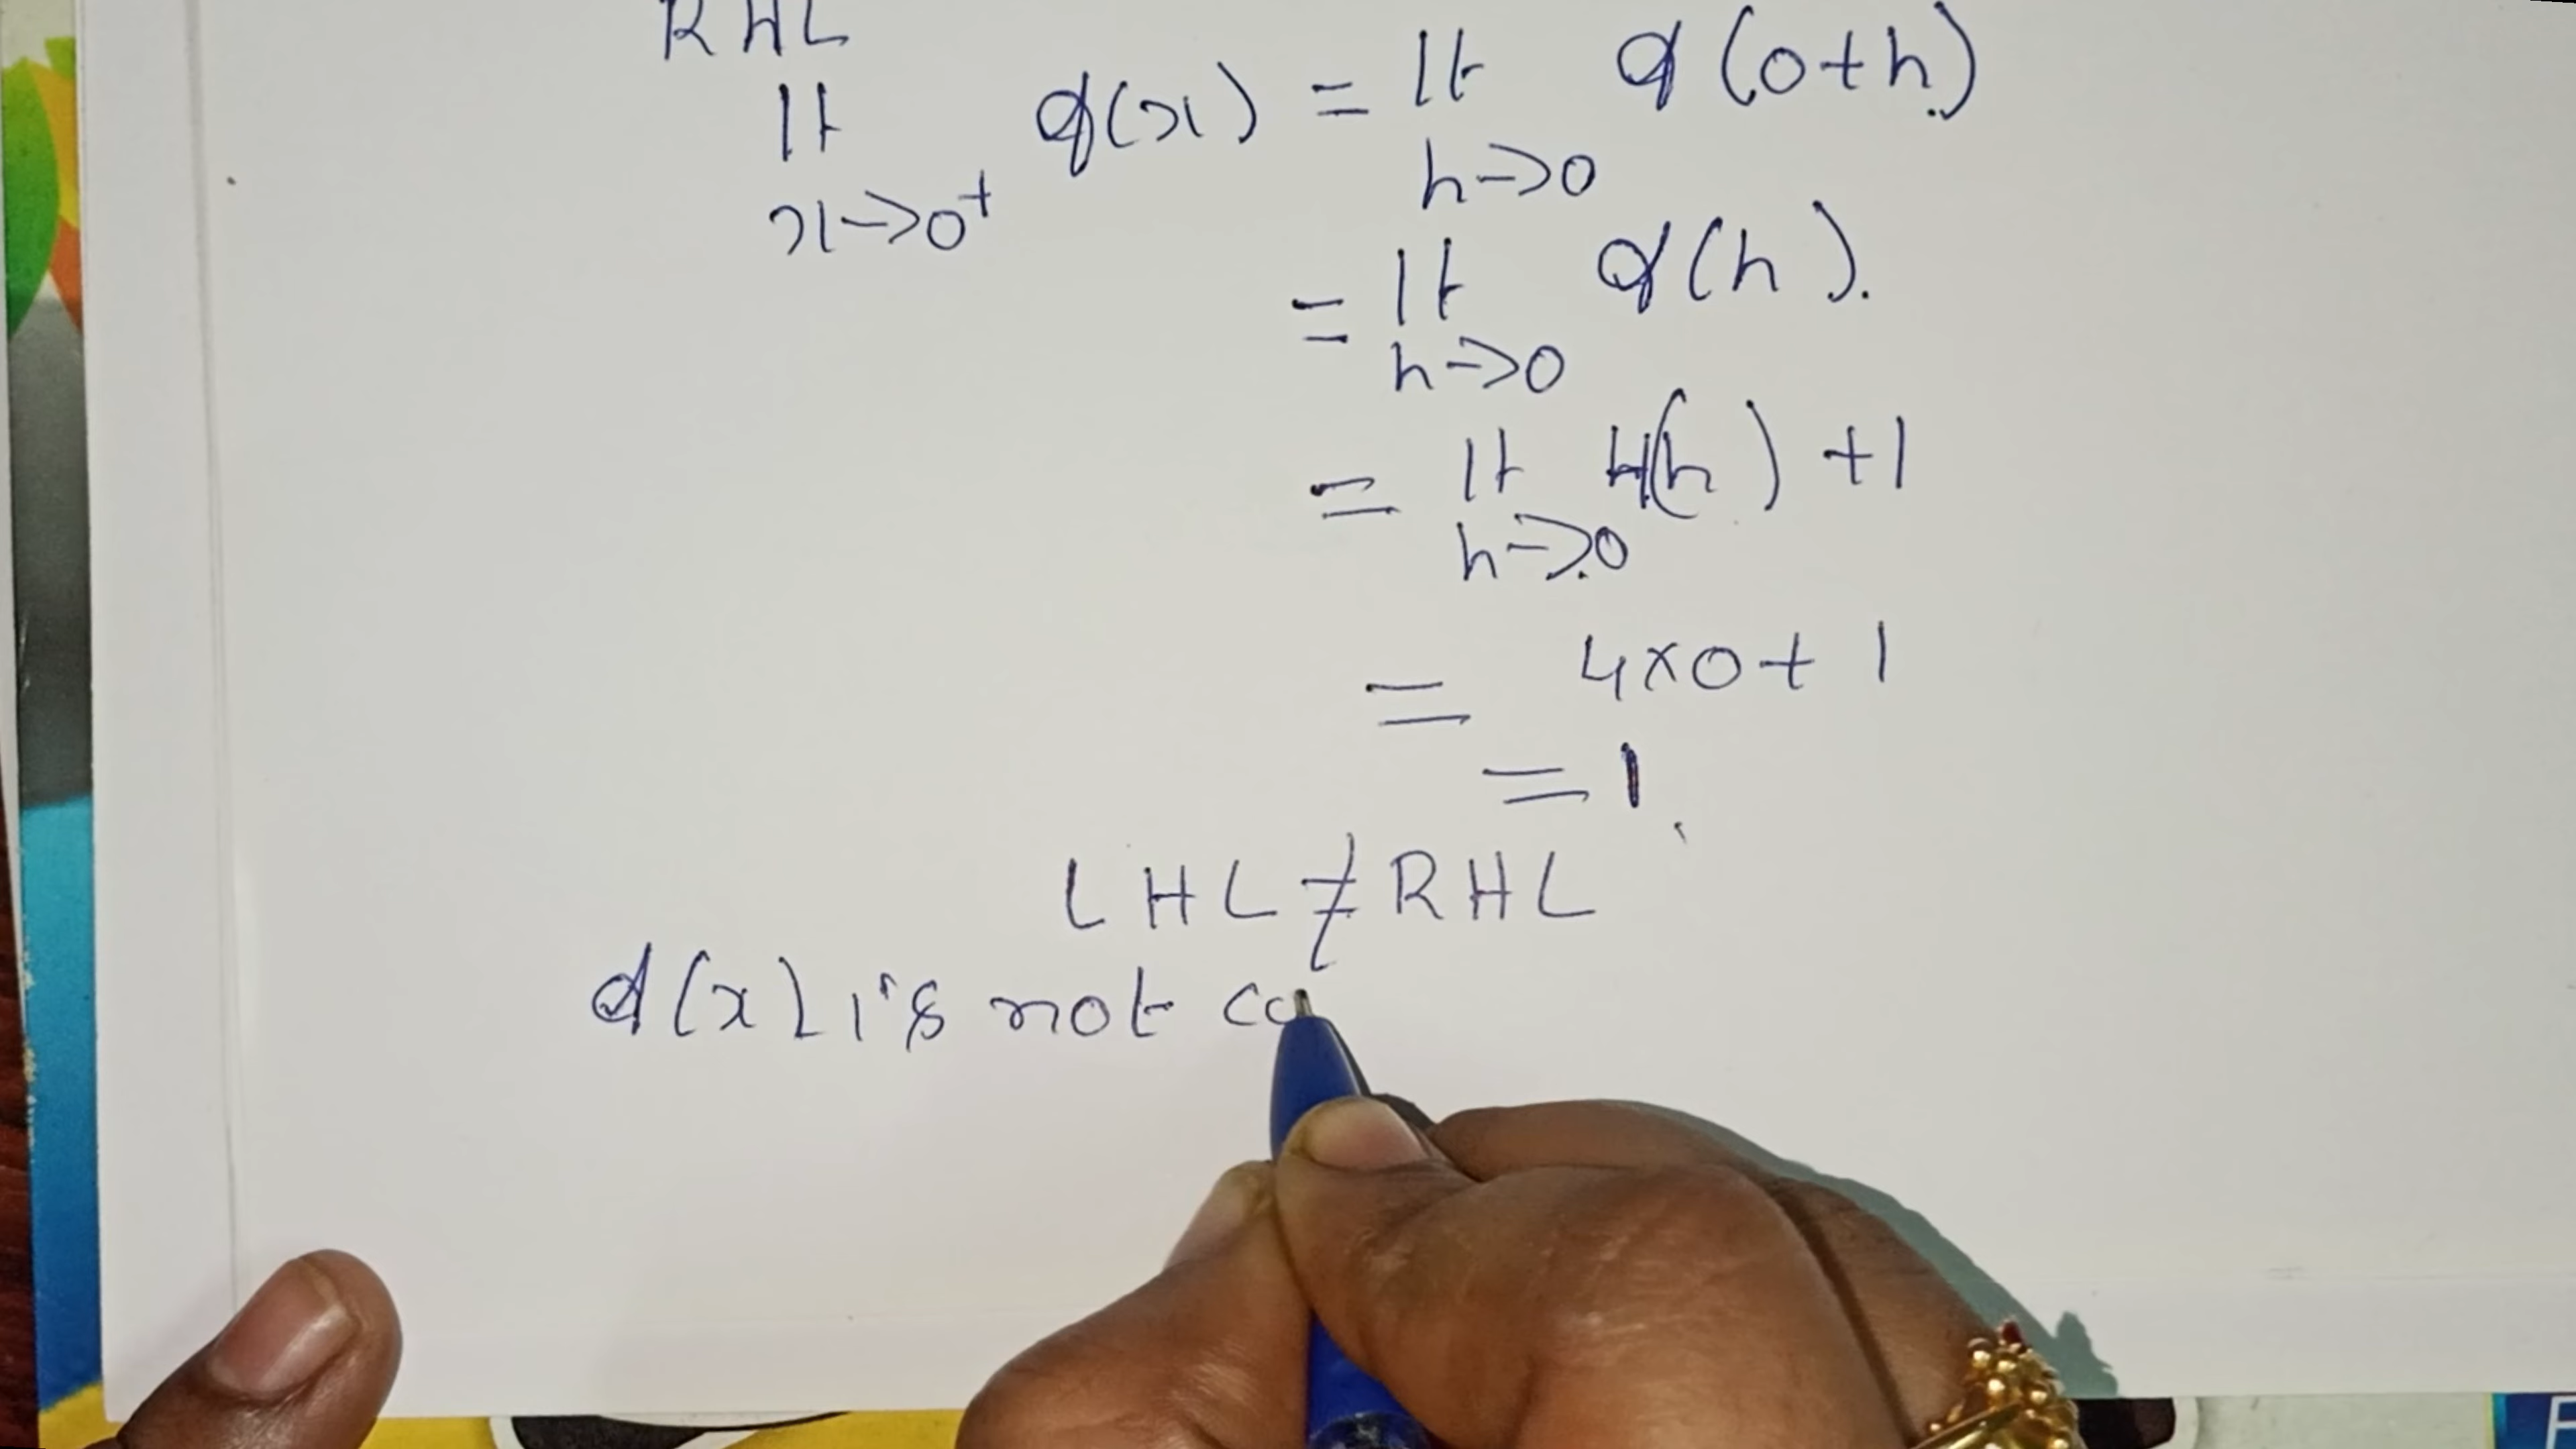 RHL
lt f(x) = lt f(0+h)
x->0+ h->0
= lt f(h).
h->0
= lt 4(h) +1
h->0
= 4x0+ 1
= 1.
LHL ≠ RHL
f(x) is not co